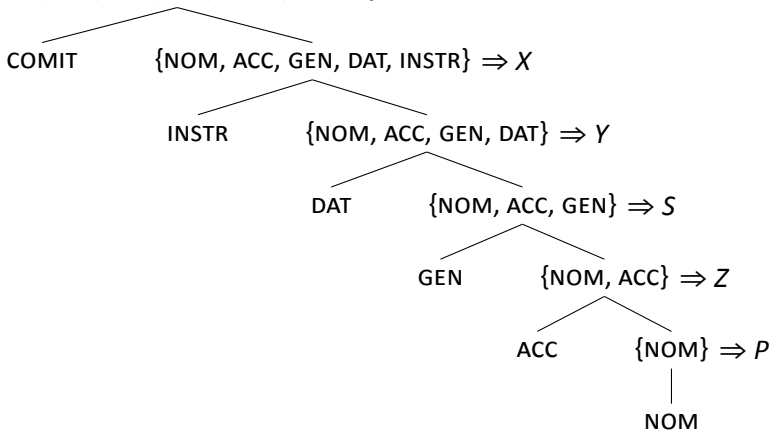 COMIT {NOM, ACC, GEN, DAT, INSTR} ⇒ X
INSTR {NOM, ACC, GEN, DAT} ⇒ Y
DAT {NOM, ACC, GEN} ⇒ S
GEN {NOM, ACC} ⇒ Z
ACC {NOM} ⇒ P
NOM